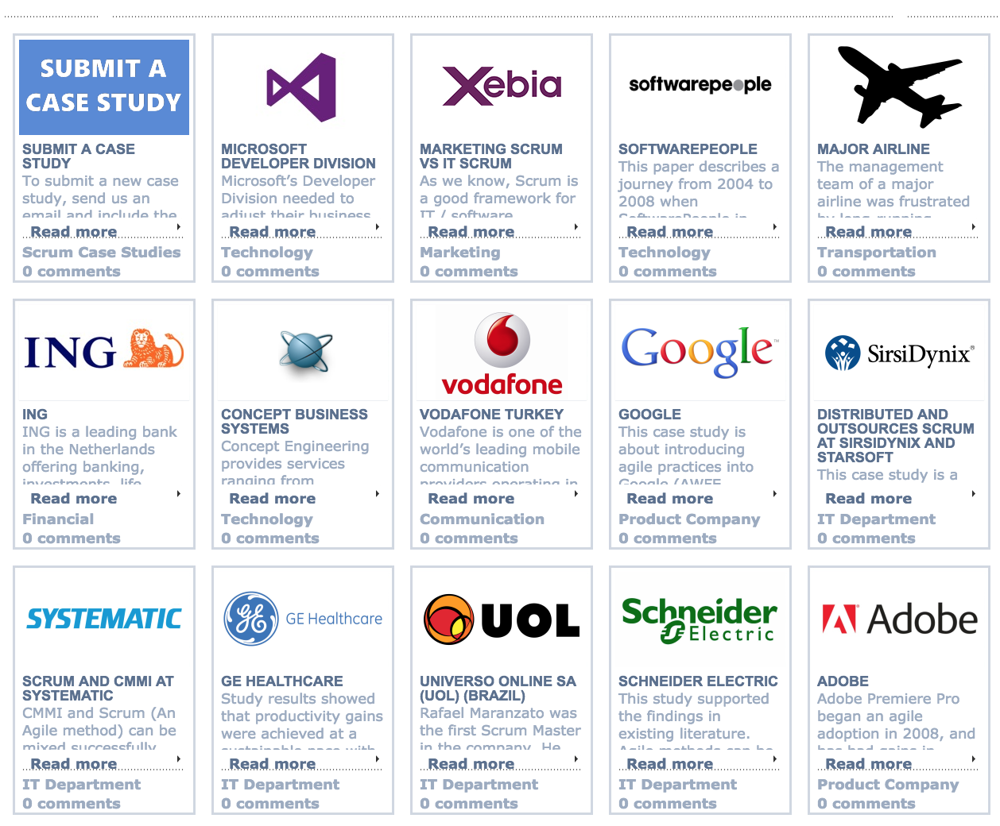 SUBMIT A
CASE STUDY
SUBMIT A CASE
STUDY
To submit a new case
study, send us an
email and include the
Read more
Scrum Case Studies
0 comments
MICROSOFT
DEVELOPER DIVISION
Microsoft’s Developer
Division needed to
adjust their business
Read more
Technology
0 comments
Xebia
MARKETING SCRUM
VS IT SCRUM
As we know, Scrum is
a good framework for
IT / software
Read more
Marketing
0 comments
softwarepeople
SOFTWAREPEOPLE
This paper describes a
journey from 2004 to
2008 when
SoftwarePeople in
Read more
Technology
0 comments
MAJOR AIRLINE
The management
team of a major
airline was frustrated
by long-running
Read more
Transportation
0 comments
ING
ING
ING is a leading bank
in the Netherlands
offering banking,
investments, life
Read more
Financial
0 comments
CONCEPT BUSINESS
SYSTEMS
Concept Engineering
provides services
ranging from
Read more
Technology
0 comments
vodafone
VODAFONE TURKEY
Vodafone is one of the
world’s leading mobile
communication
providers operating in
Read more
Communication
0 comments
Google™
GOOGLE
This case study is
about introducing
agile practices into
Google (AWFE
Read more
Product Company
0 comments
SirsiDynix®
DISTRIBUTED AND
OUTSOURCES SCRUM
AT SIRSIDYNIX AND
STARSOFT
This case study is a
Read more
IT Department
0 comments
SYSTEMATIC
SCRUM AND CMMI AT
SYSTEMATIC
CMMI and Scrum (An
Agile method) can be
mixed successfully
Read more
IT Department
0 comments
GE GE Healthcare
GE HEALTHCARE
Study results showed
that productivity gains
were achieved at a
sustainable pace with
Read more
IT Department
0 comments
UOL
UNIVERSO ONLINE SA
(UOL) (BRAZIL)
Rafael Maranzato was
the first Scrum Master
in the company. He
Read more
IT Department
0 comments
Schneider
Electric
SCHNEIDER ELECTRIC
This study supported
the findings in
existing literature.
Agile methods can be
Read more
IT Department
0 comments
Adobe
ADOBE
Adobe Premiere Pro
began an agile
adoption in 2008, and
has had gains in
Read more
Product Company
0 comments